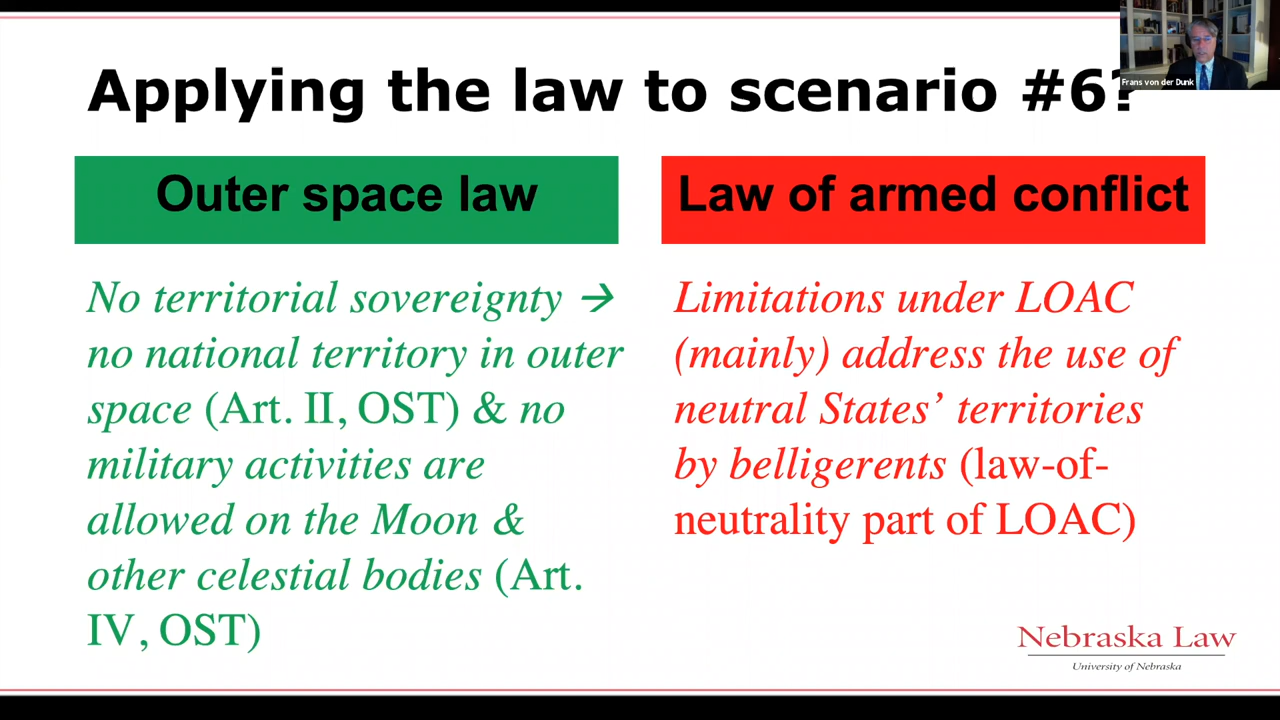 Applying the law to scenario #6?
Frans von der Dunk
Outer space law
No territorial sovereignty →
no national territory in outer
space (Art. II, OST) & no
military activities are
allowed on the Moon &
other celestial bodies (Art.
IV, OST)
Law of armed conflict
Limitations under LOAC
(mainly) address the use of
neutral States’ territories
by belligerents (law-of-
neutrality part of LOAC)
Nebraska Law
University of Nebraska